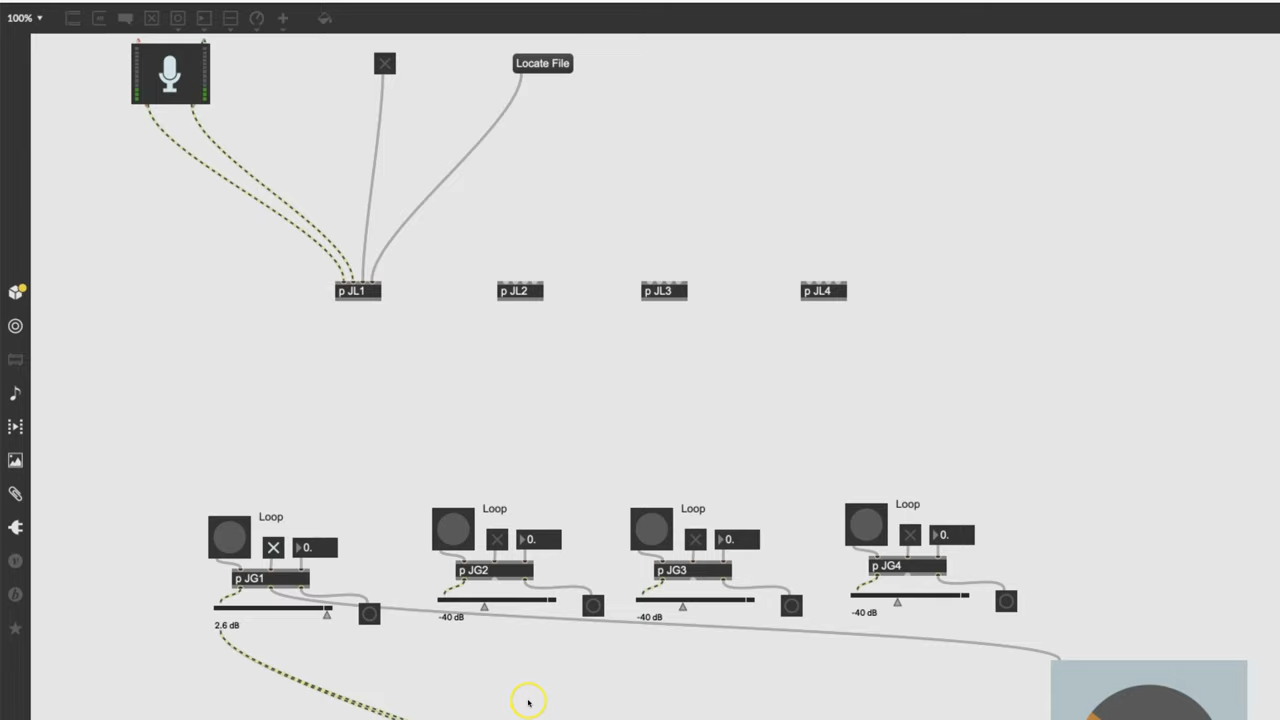 100%
Locate File
p JL1
p JL2
p JL3
p JL4
Loop
0.
p JG1
2.6 dB
Loop
0.
p JG2
-40 dB
Loop
0.
p JG3
-40 dB
Loop
0.
p JG4
-40 dB